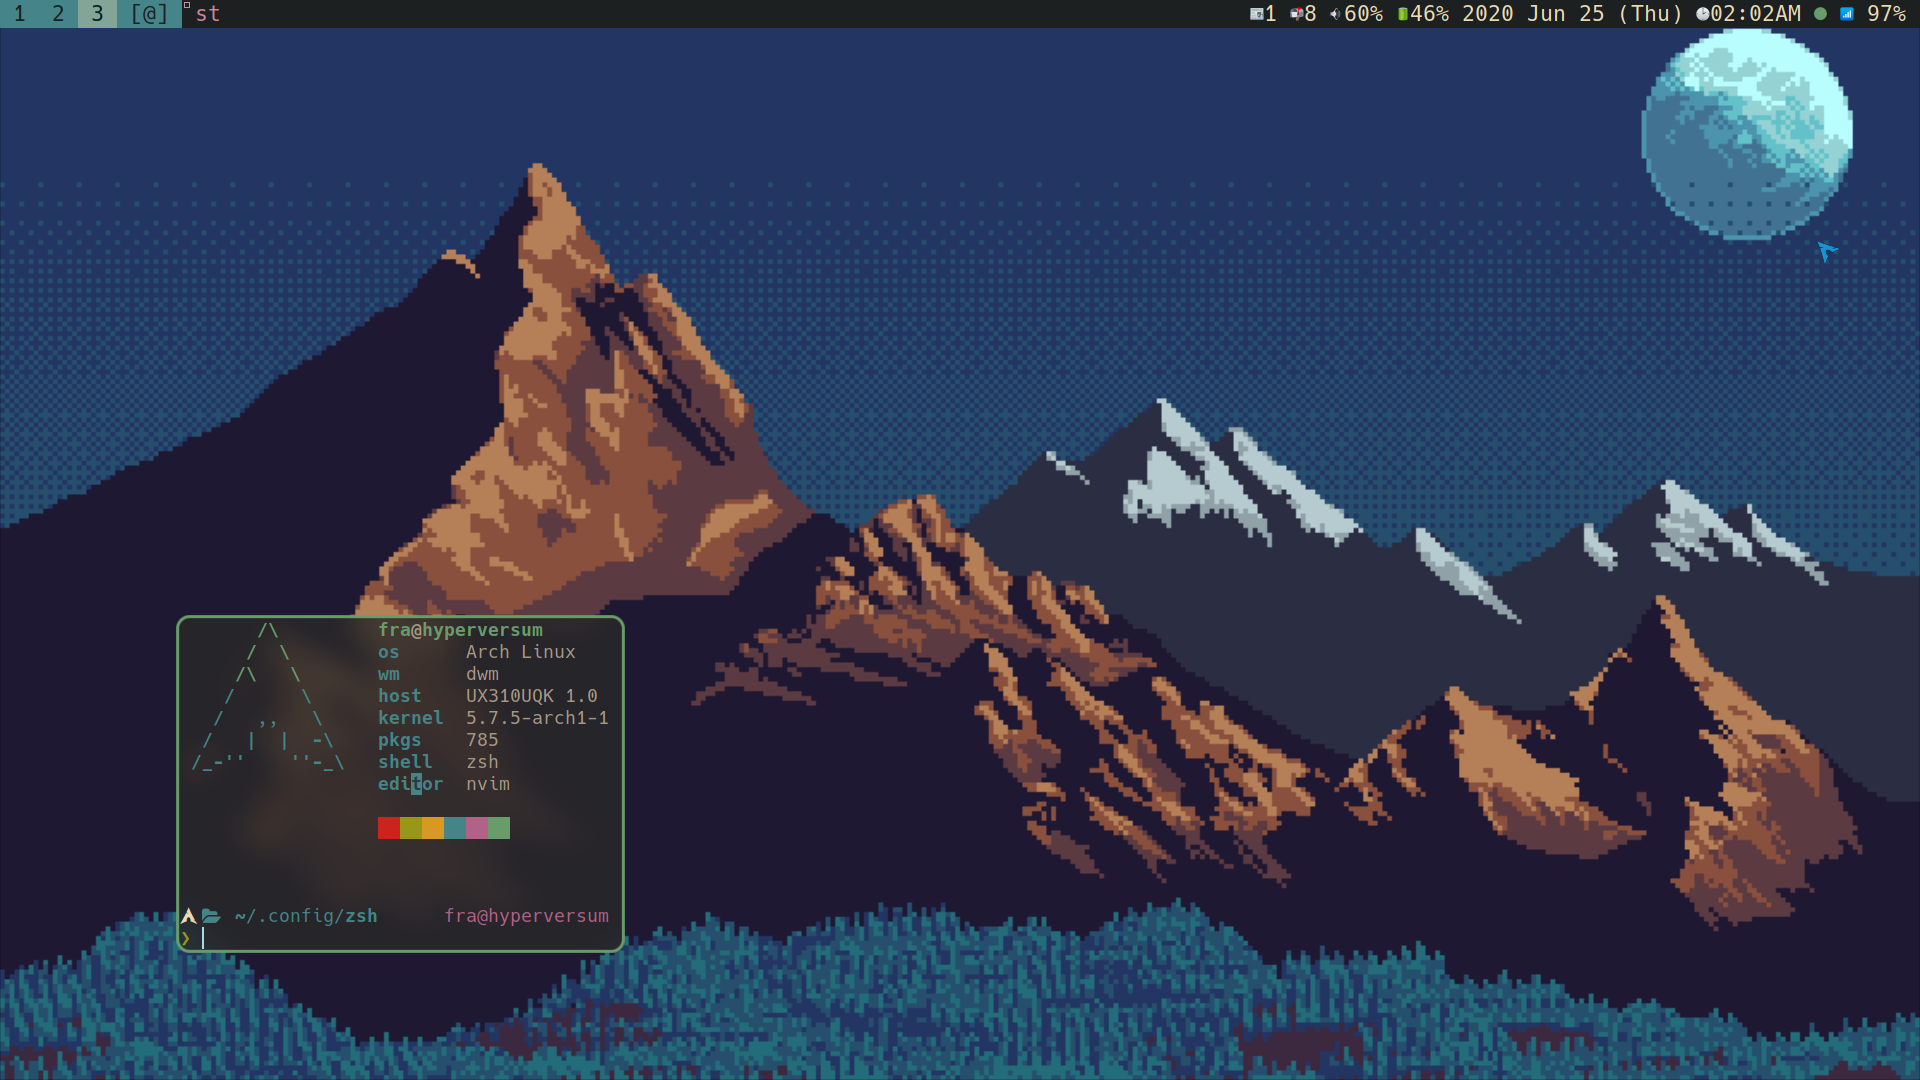 1 2 3 [@] st 1 8 60% 46% 2020 Jun 25 (Thu) 02:02AM 97%
fra@hyperversum
os Arch Linux
wm dwm
host UX310UQK 1.0
kernel 5.7.5-arch1-1
pkgs 785
shell zsh
editor nvim
~/.config/zsh fra@hyperversum
❯